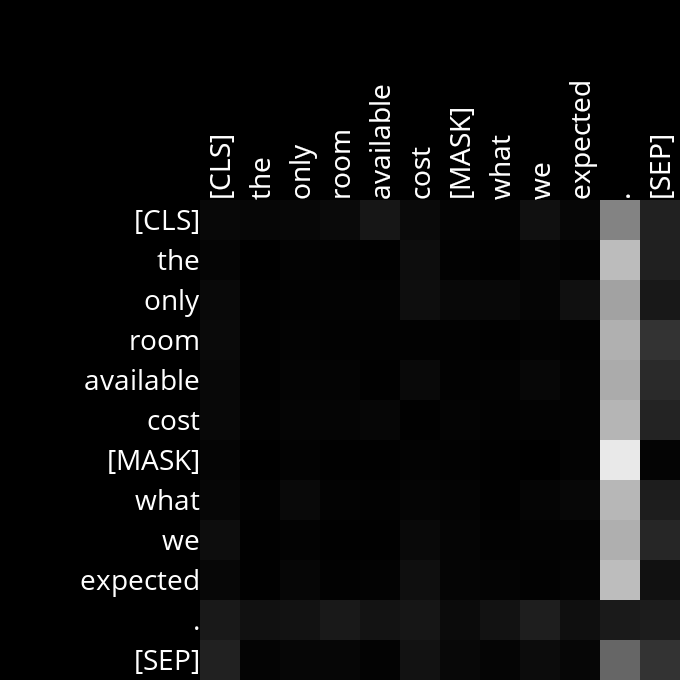 [CLS] the only room available cost [MASK] what we expected . [SEP]
[CLS]
the
only
room
available
cost
[MASK]
what
we
expected
.
[SEP]